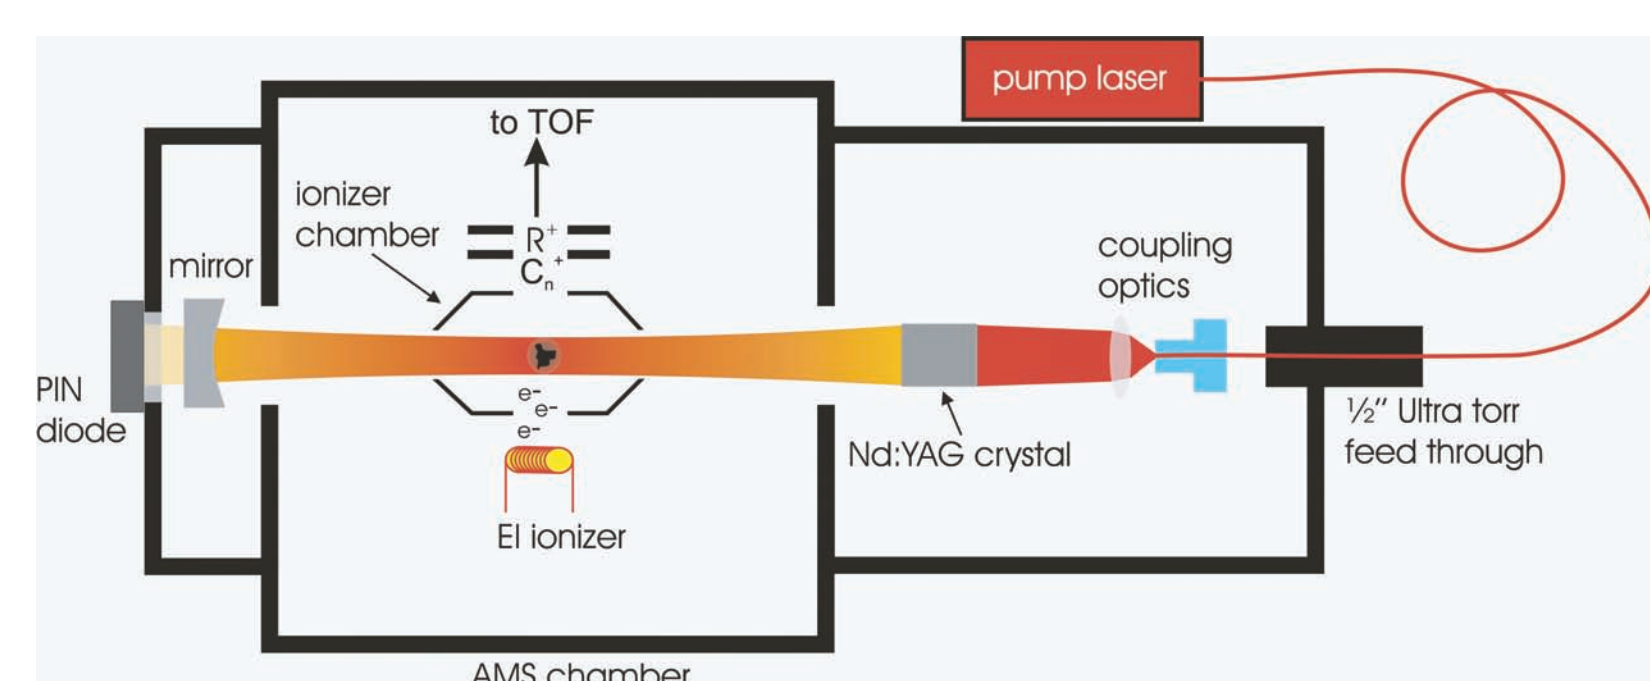 pump laser
to TOF
ionizer
chamber
R+
Cn+
mirror
coupling
optics
PIN
diode
e-
e-
e-
½" Ultra torr
feed through
Nd:YAG crystal
EI ionizer
AMS chamber